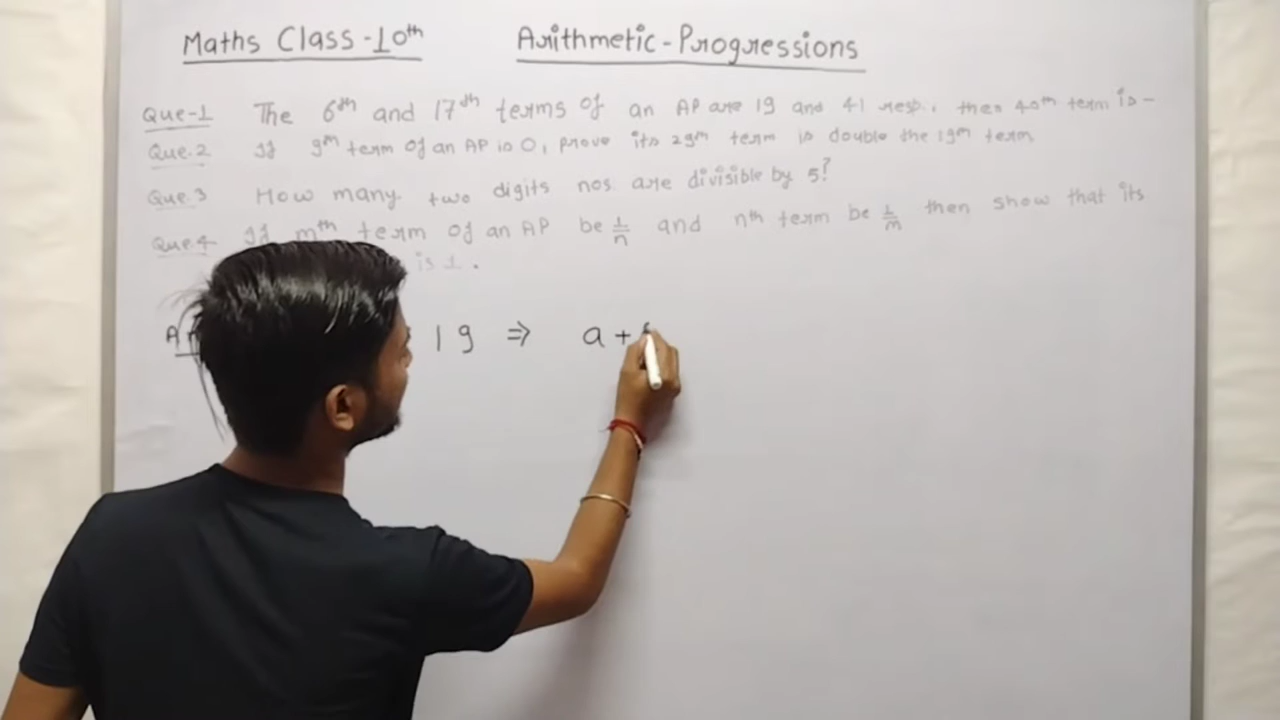 Maths Class-10th Arithmetic-Progressions
Que-1 The 6th and 17th terms of an AP are 19 and 41 resp., then 40th term is-
Que.2 If 9th term of an AP is 0, prove its 29th term is double the 19th term
Que.3 How many two digits nos are divisible by 5?
Que.4 If mth term of an AP be 1/n and nth term be 1/m then show that its
is 1.
19 ⇒ a+